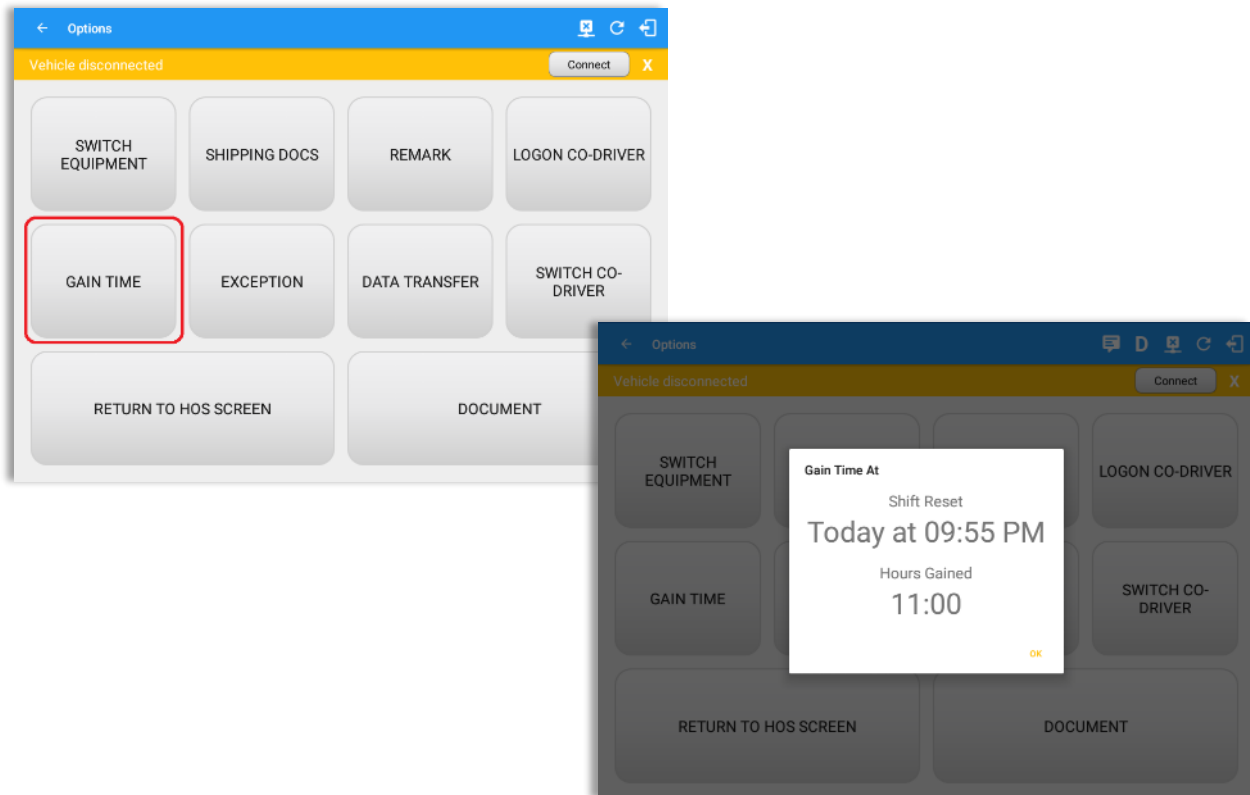 Options
Vehicle disconnected
Connect
X
SWITCH
EQUIPMENT
SHIPPING DOCS
REMARK
LOGON CO-DRIVER
GAIN TIME
EXCEPTION
DATA TRANSFER
SWITCH CO-
DRIVER
RETURN TO HOS SCREEN
DOCUMENT
Options
D
Vehicle disconnected
Connect
X
SWITCH
EQUIPMENT
LOGON CO-DRIVER
GAIN TIME
SWITCH CO-
DRIVER
Gain Time At
Shift Reset
Today at 09:55 PM
Hours Gained
11:00
OK
RETURN TO HOS SCREEN
DOCUMENT